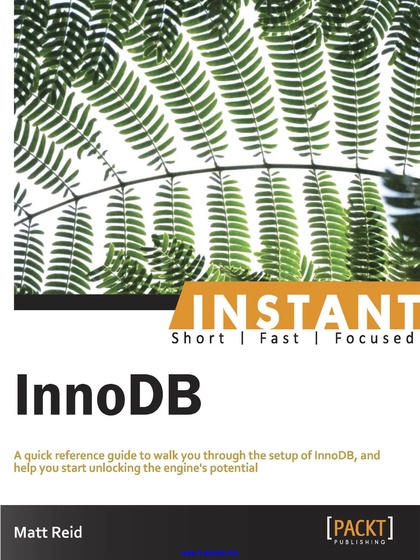 INSTANT
Short | Fast | Focused
InnoDB
A quick reference guide to walk you through the setup of InnoDB, and
help you start unlocking the engine's potential
Matt Reid
[PACKT]
PUBLISHING